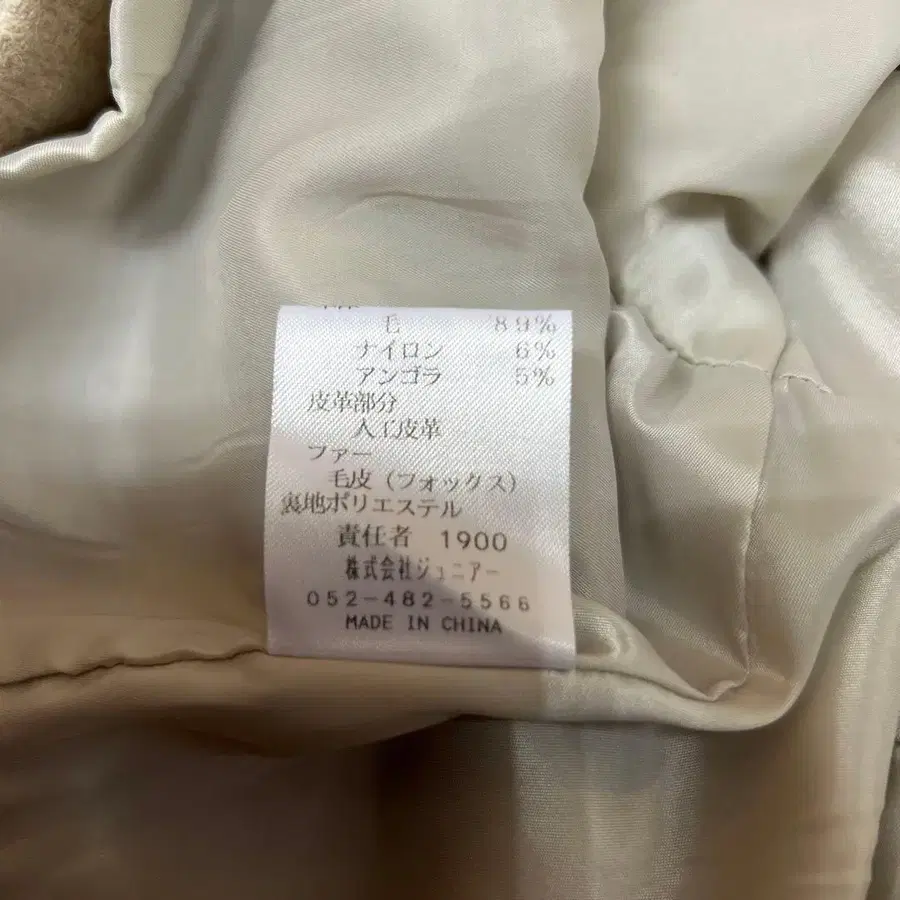 毛 89%
ナイロン 6%
アンゴラ 5%
皮革部分
人工皮革
ファー
毛皮（フォックス）
裏地ポリエステル
責任者 1900
株式会社ジュニアー
052-482-5566
MADE IN CHINA